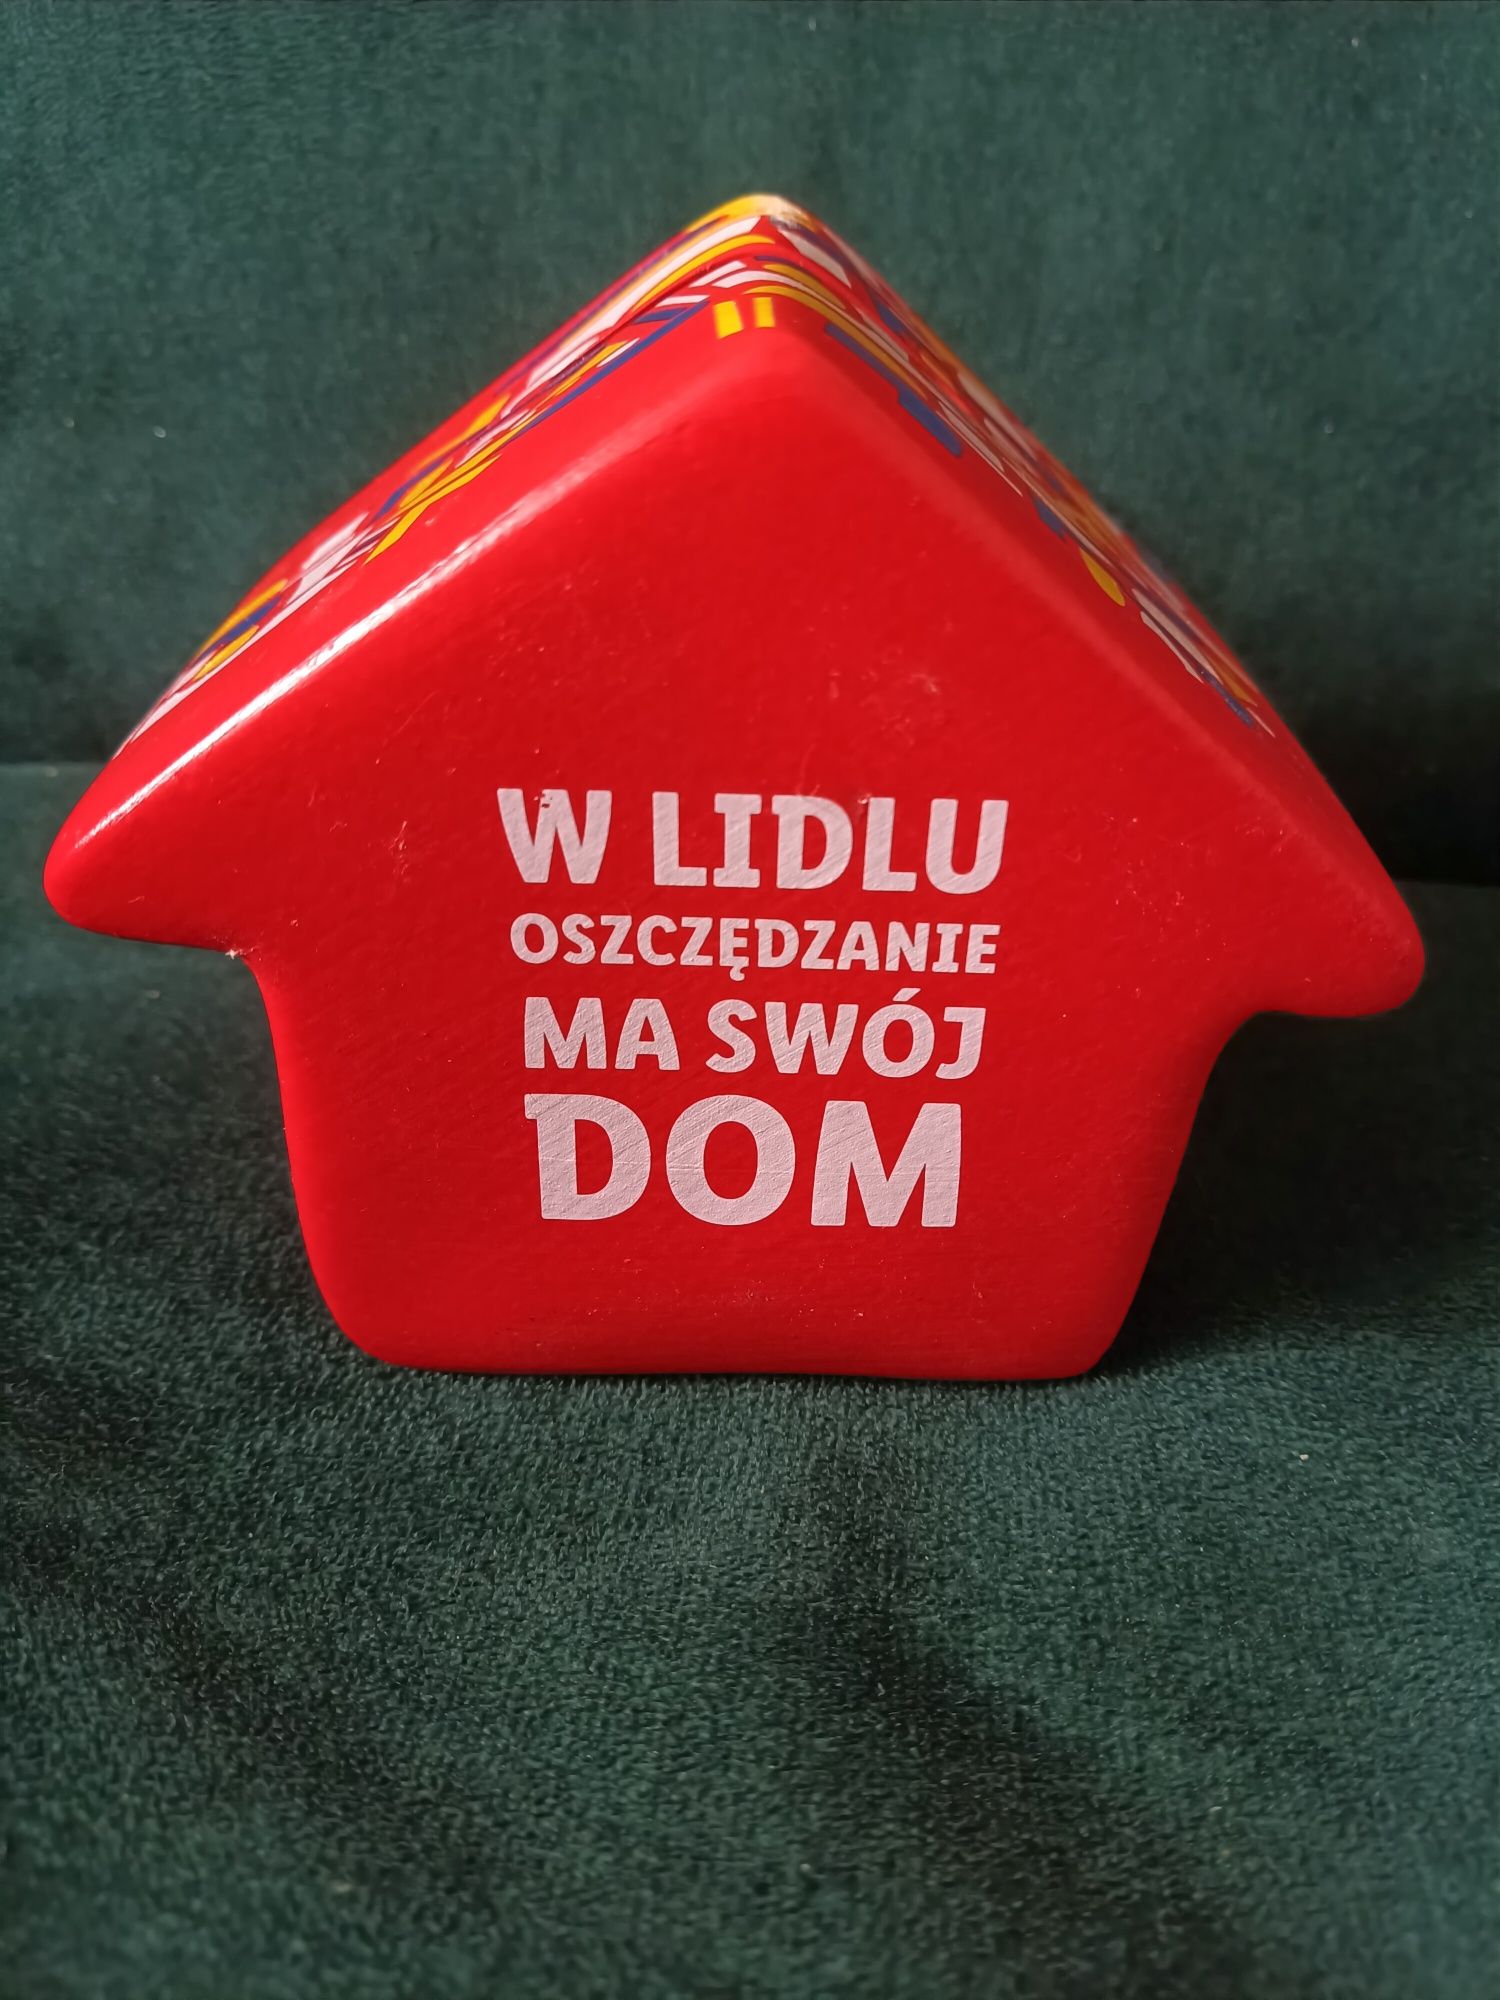 W LIDLU
OSZCZĘDZANIE
MA SWÓJ
DOM